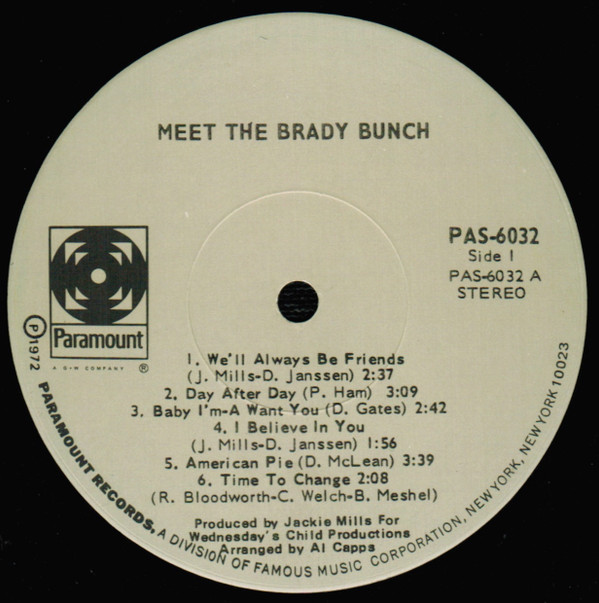 MEET THE BRADY BUNCH
PAS-6032
Side 1
PAS-6032 A
STEREO
Paramount
A G+W COMPANY ®
Ⓟ1972
1. We'll Always Be Friends
(J. Mills-D. Janssen) 2:37
2. Day After Day (P. Ham) 3:09
3. Baby I'm-A Want You (D. Gates) 2:42
4. I Believe In You
(J. Mills-D. Janssen) 1:56
5. American Pie (D. McLean) 3:39
6. Time To Change 2:08
(R. Bloodworth-C. Welch-B. Meshel)
Produced by Jackie Mills For
Wednesday's Child Productions
Arranged by Al Capps
PARAMOUNT RECORDS, A DIVISION OF FAMOUS MUSIC CORPORATION, NEW YORK, NEW YORK 10023